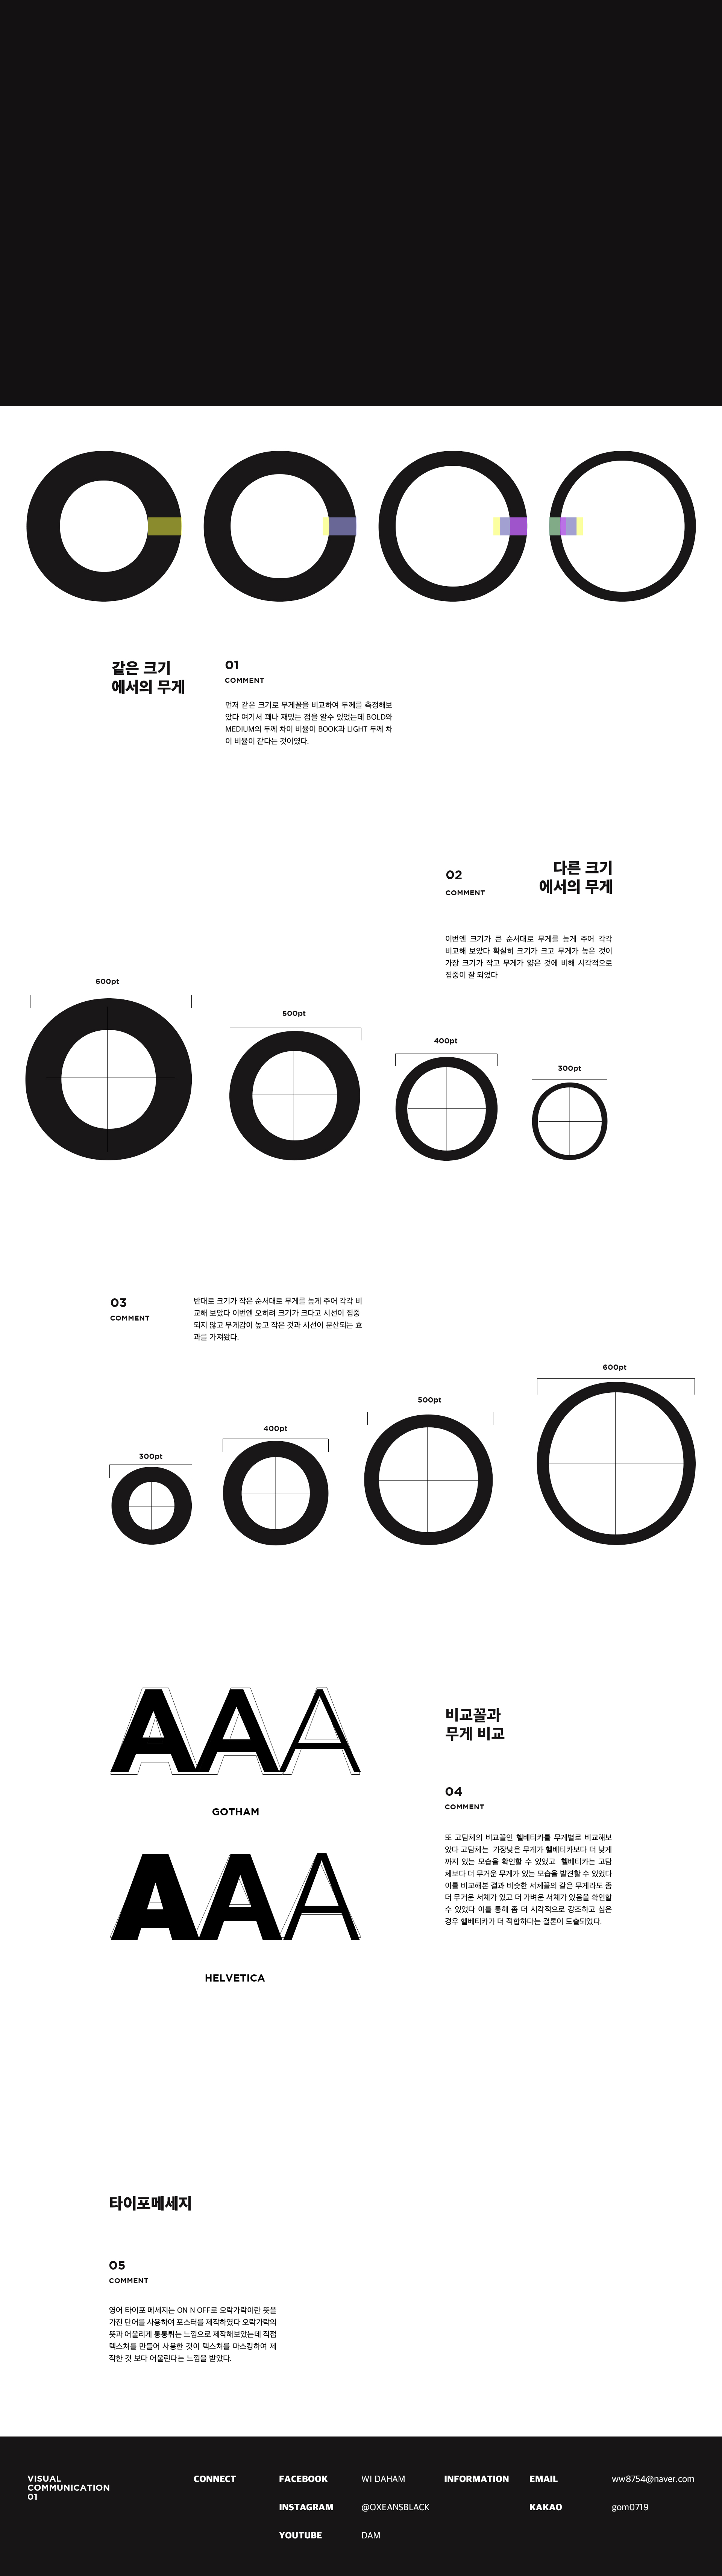 같은 크기
에서의 무게
01
COMMENT
먼저 같은 크기로 무게꼴을 비교하여 두께를 측정해보
았다 여기서 꽤나 재밌는 점을 알수 있었는데 BOLD와
MEDIUM의 두께 차이 비율이 BOOK과 LIGHT 두께 차
이 비율이 같다는 것이였다.
02
COMMENT
다른 크기
에서의 무게
이번엔 크기가 큰 순서대로 무게를 높게 주어 각각
비교해 보았다 확실히 크기가 크고 무게가 높은 것이
가장 크기가 작고 무게가 얇은 것에 비해 시각적으로
집중이 잘 되었다
600pt
500pt
400pt
300pt
03
COMMENT
반대로 크기가 작은 순서대로 무게를 높게 주어 각각 비
교해 보았다 이번엔 오히려 크기가 크다고 시선이 집중
되지 않고 무게감이 높고 작은 것과 시선이 분산되는 효
과를 가져왔다.
300pt
400pt
500pt
600pt
AAA
GOTHAM
AAA
HELVETICA
비교꼴과
무게 비교
04
COMMENT
또 고담체의 비교꼴인 헬베티카를 무게별로 비교해보
았다 고담체는 가장낮은 무게가 헬베티카보다 더 낮게
까지 있는 모습을 확인할 수 있었고 헬베티카는 고담
체보다 더 무거운 무게가 있는 모습을 발견할 수 있었다
이를 비교해본 결과 비슷한 서체꼴의 같은 무게라도 좀
더 무거운 서체가 있고 더 가벼운 서체가 있음을 확인할
수 있었다 이를 통해 좀 더 시각적으로 강조하고 싶은
경우 헬베티카가 더 적합하다는 결론이 도출되었다.
타이포메세지
05
COMMENT
영어 타이포 메세지는 ON N OFF로 오락가락이란 뜻을
가진 단어를 사용하여 포스터를 제작하였다 오락가락의
뜻과 어울리게 통통튀는 느낌으로 제작해보았는데 직접
텍스처를 만들어 사용한 것이 텍스처를 마스킹하여 제
작한 것 보다 어울린다는 느낌을 받았다.
VISUAL
COMMUNICATION
01
CONNECT
FACEBOOK WI DAHAM
INSTAGRAM @OXEANSBLACK
YOUTUBE DAM
INFORMATION
EMAIL ww8754@naver.com
KAKAO gom0719